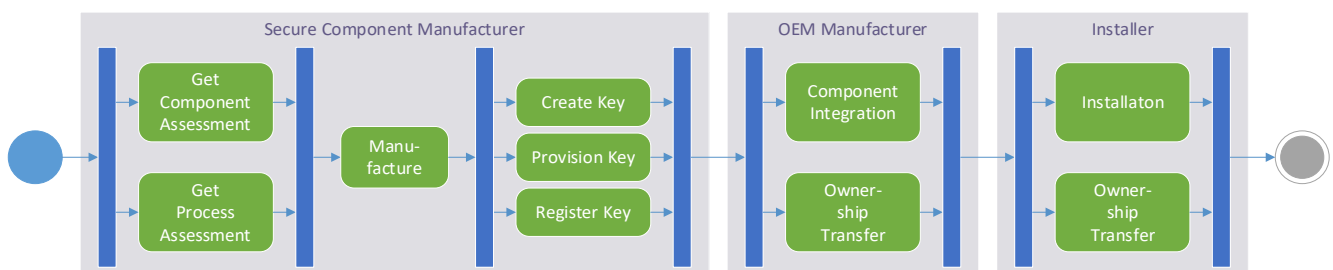 Secure Component Manufacturer
OEM Manufacturer
Installer
Get
Component
Assessment
Get
Process
Assessment
Manu-
facture
Create Key
Provision Key
Register Key
Component
Integration
Owner-
ship
Transfer
Installaton
Owner-
ship
Transfer